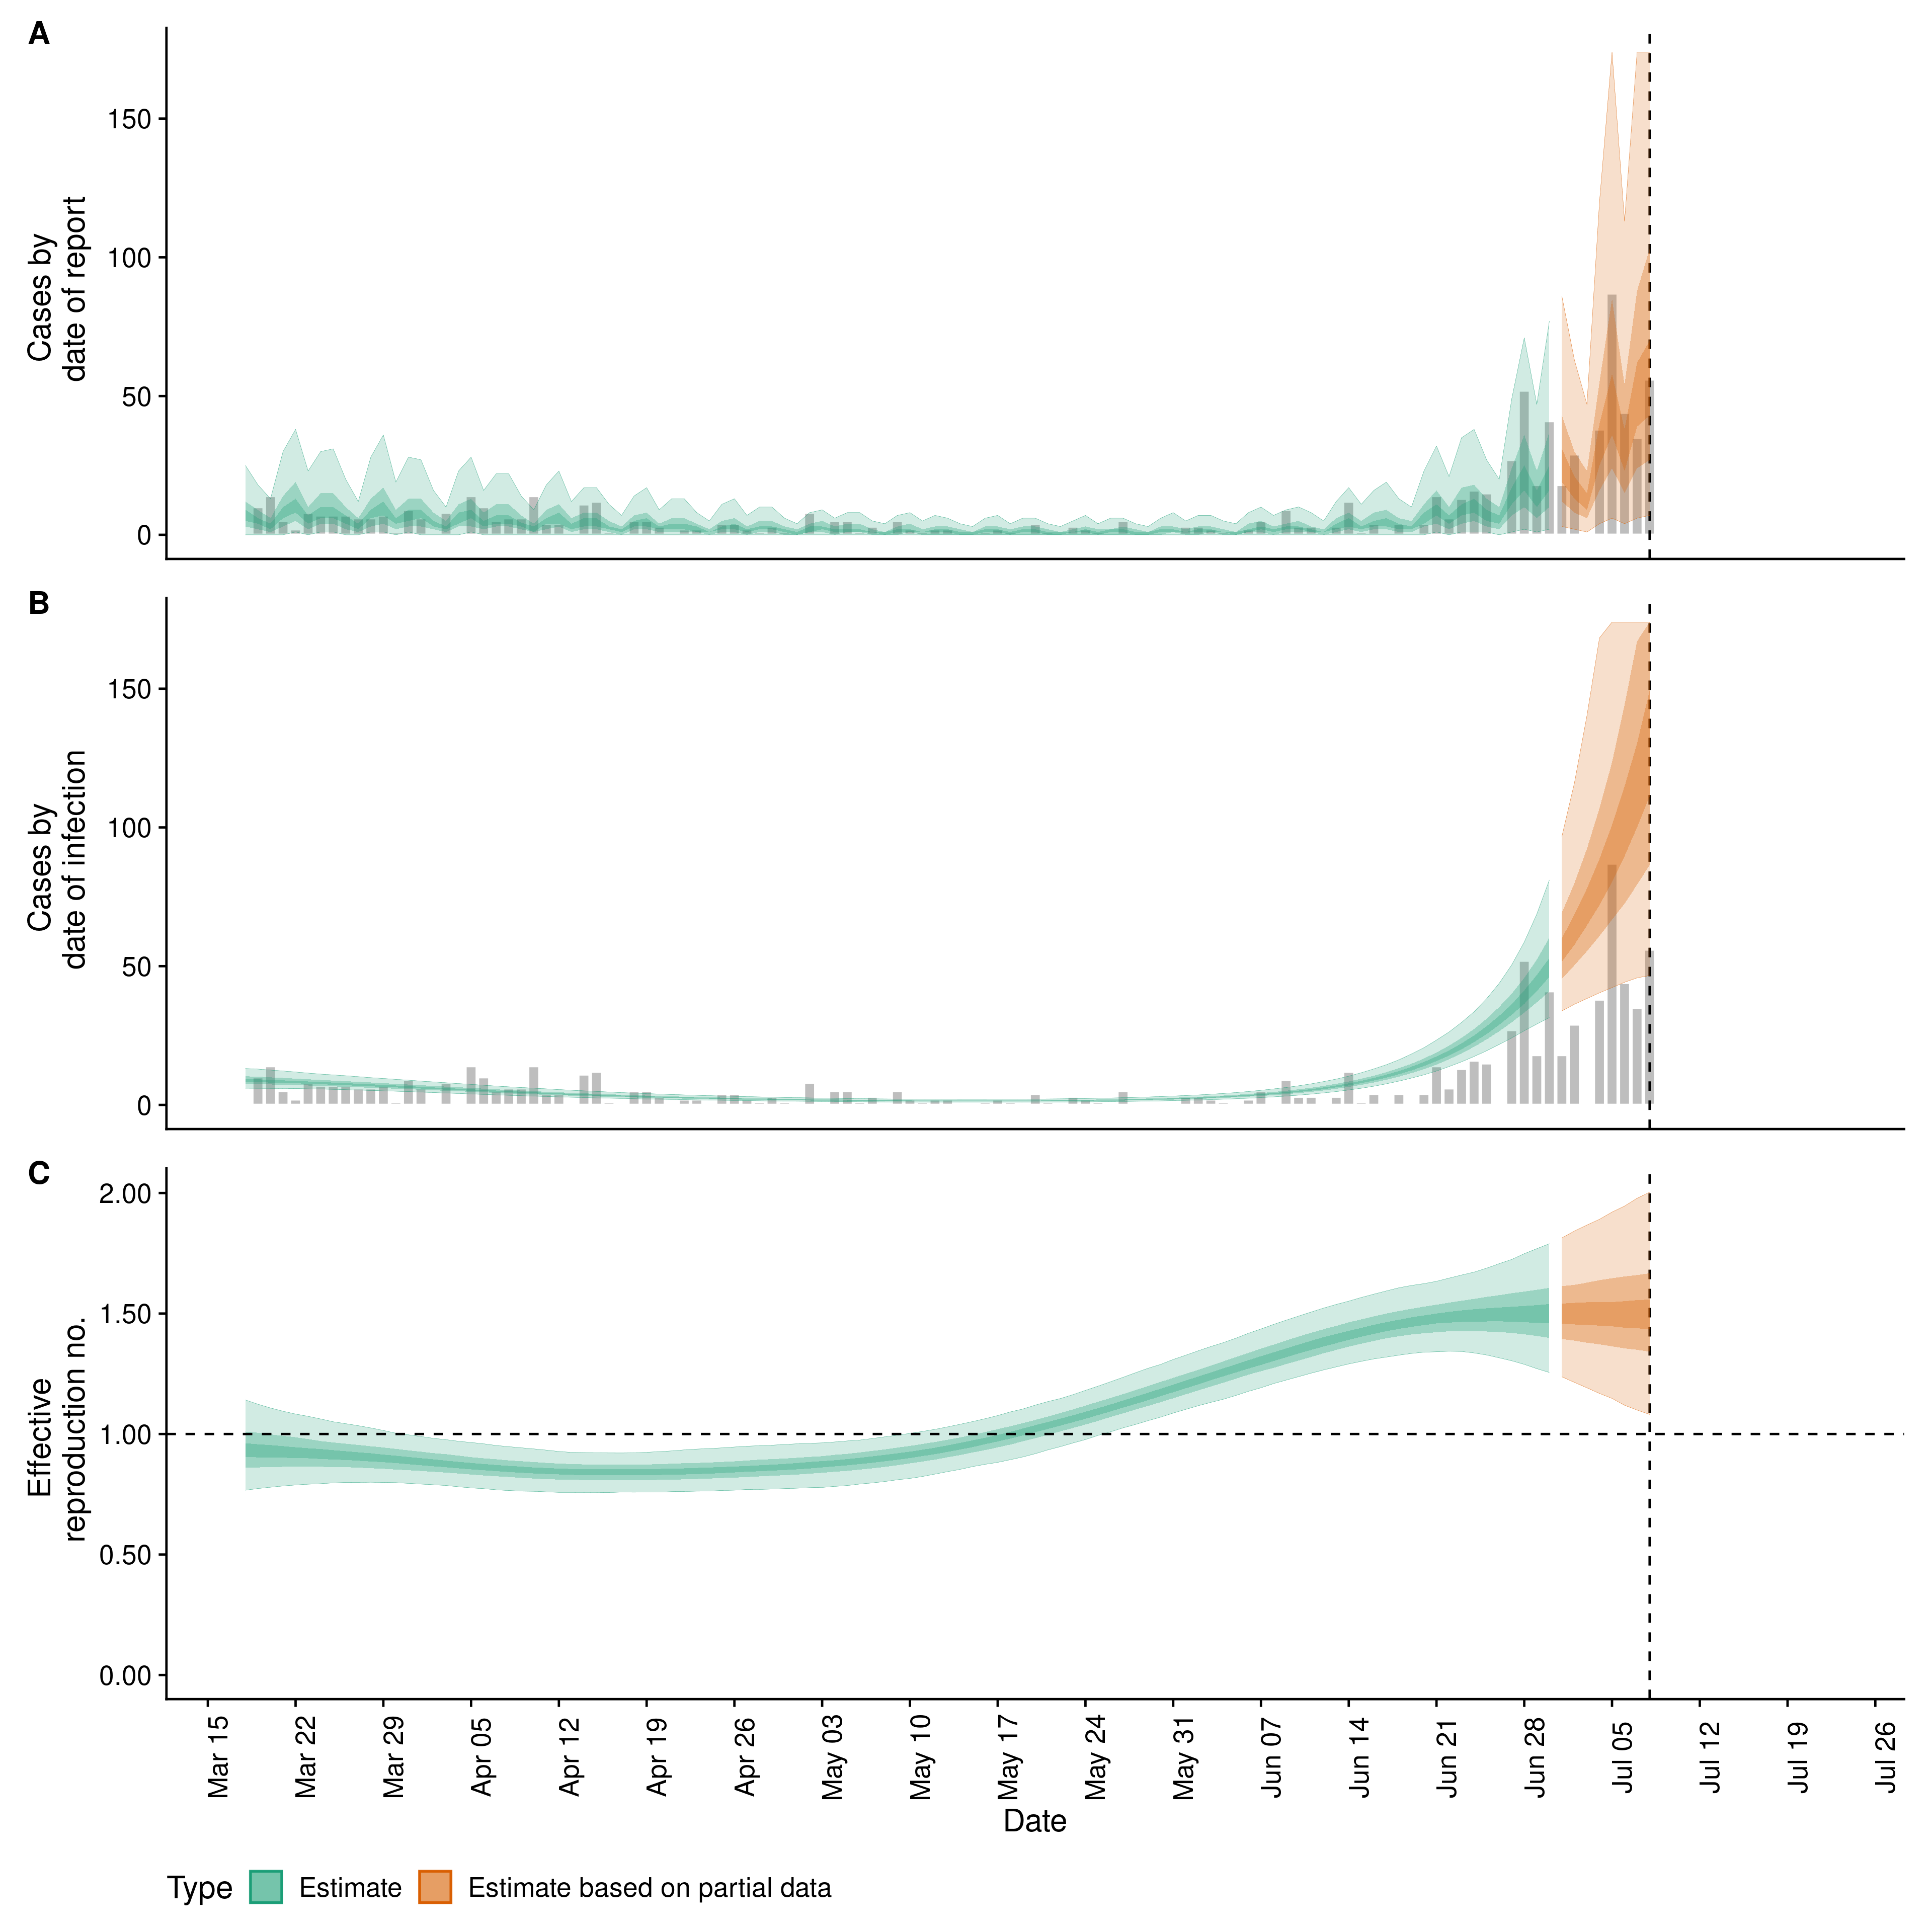 A
Cases by
date of report
150
100
50
0
B
Cases by
date of infection
150
100
50
0
C
Effective
reproduction no.
2.00
1.50
1.00
0.50
0.00
Mar 15
Mar 22
Mar 29
Apr 05
Apr 12
Apr 19
Apr 26
May 03
May 10
May 17
May 24
May 31
Jun 07
Jun 14
Jun 21
Jun 28
Jul 05
Jul 12
Jul 19
Jul 26
Date
Type Estimate Estimate based on partial data